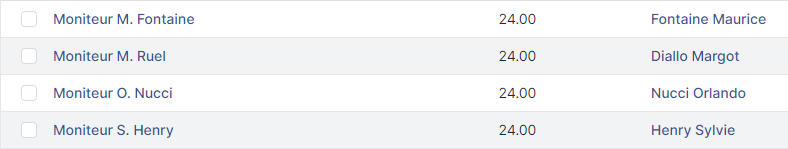 Moniteur M. Fontaine 24.00 Fontaine Maurice
Moniteur M. Ruel 24.00 Diallo Margot
Moniteur O. Nucci 24.00 Nucci Orlando
Moniteur S. Henry 24.00 Henry Sylvie